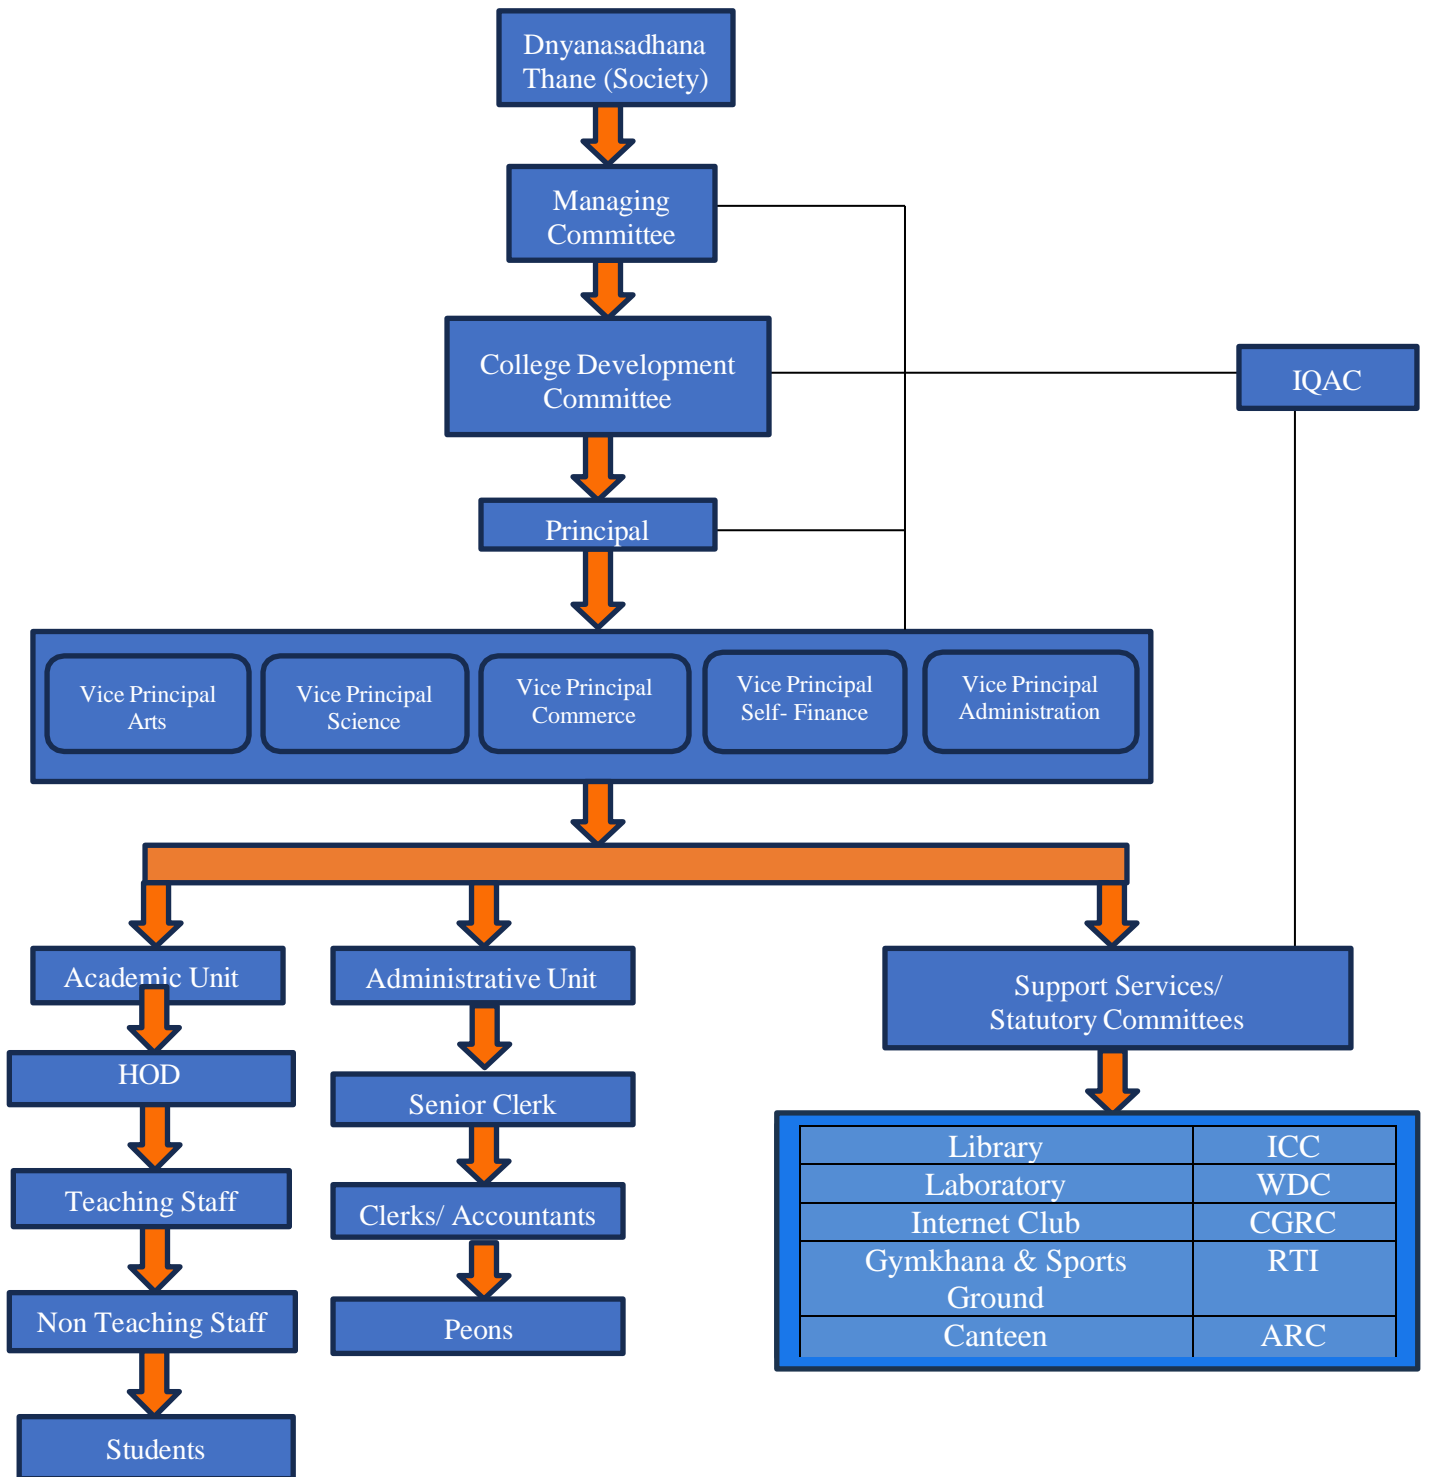 Dnyanasadhana
Thane (Society)
Managing
Committee
College Development
Committee
IQAC
Principal
Vice Principal
Arts
Vice Principal
Science
Vice Principal
Commerce
Vice Principal
Self- Finance
Vice Principal
Administration
Academic Unit
Administrative Unit
Support Services/
Statutory Committees
HOD
Senior Clerk
Teaching Staff
Clerks/ Accountants
Non Teaching Staff
Peons
Students
Library ICC
Laboratory WDC
Internet Club CGRC
Gymkhana & Sports RTI
Ground
Canteen ARC